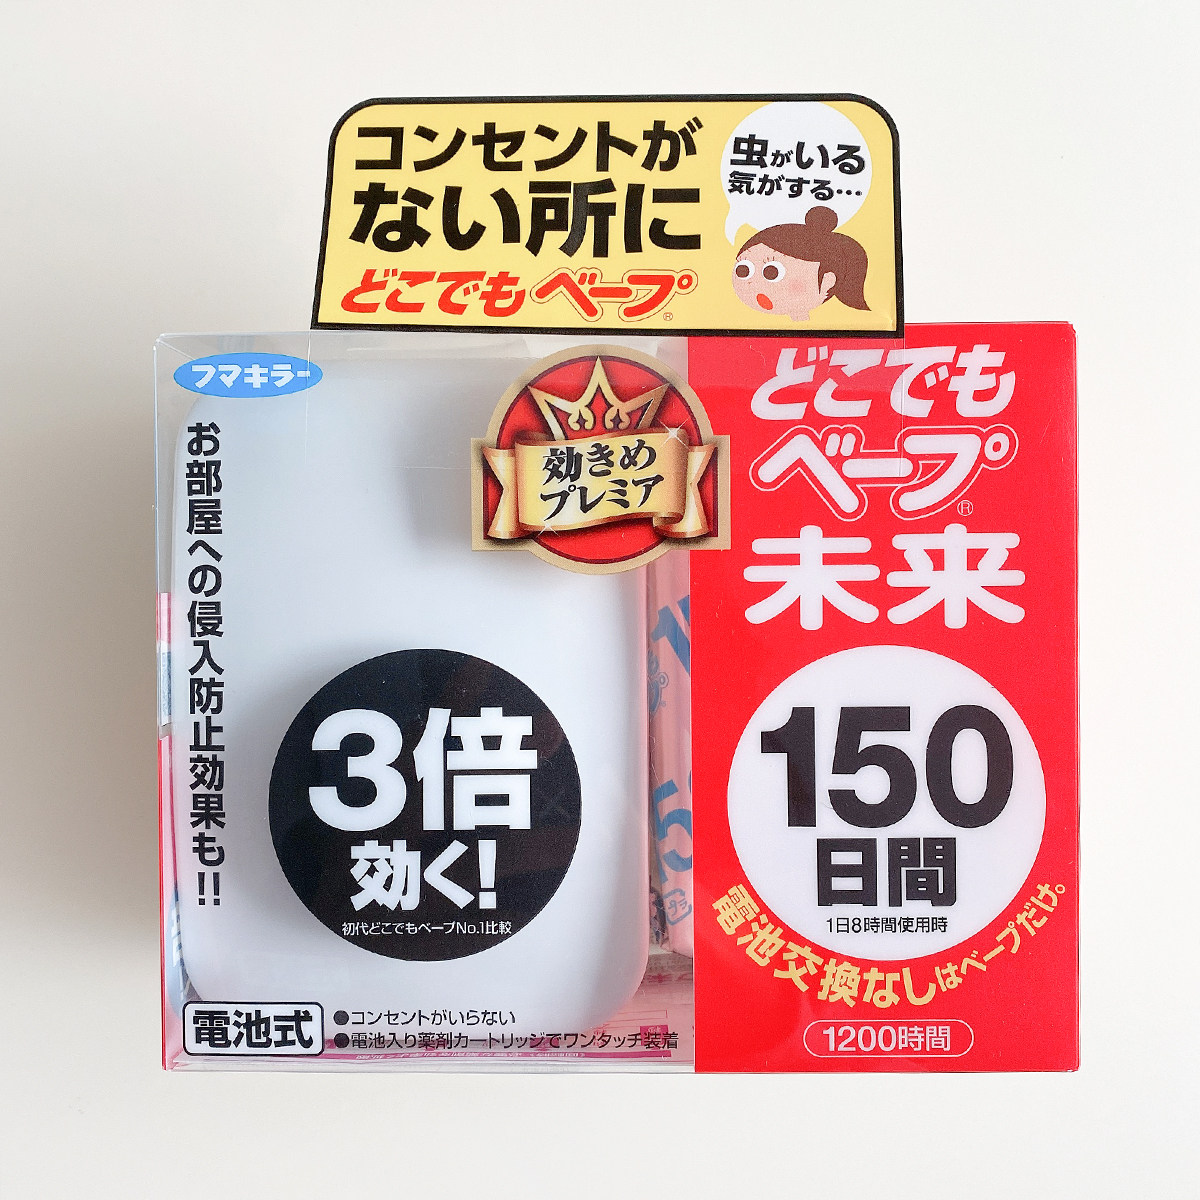 コンセントが
ない所に
どこでもベープ®
虫がいる
気がする…
フマキラー
お部屋への侵入防止効果も!!
効きめ
プレミア
どこでも
ベープ®
未来
3倍
効く!
初代どこでもベープNo.1比較
150
日間
1日8時間使用時
電池交換なしはベープだけ。
1200時間
電池式
●コンセントがいらない
●電池入り薬剤カートリッジでワンタッチ装着